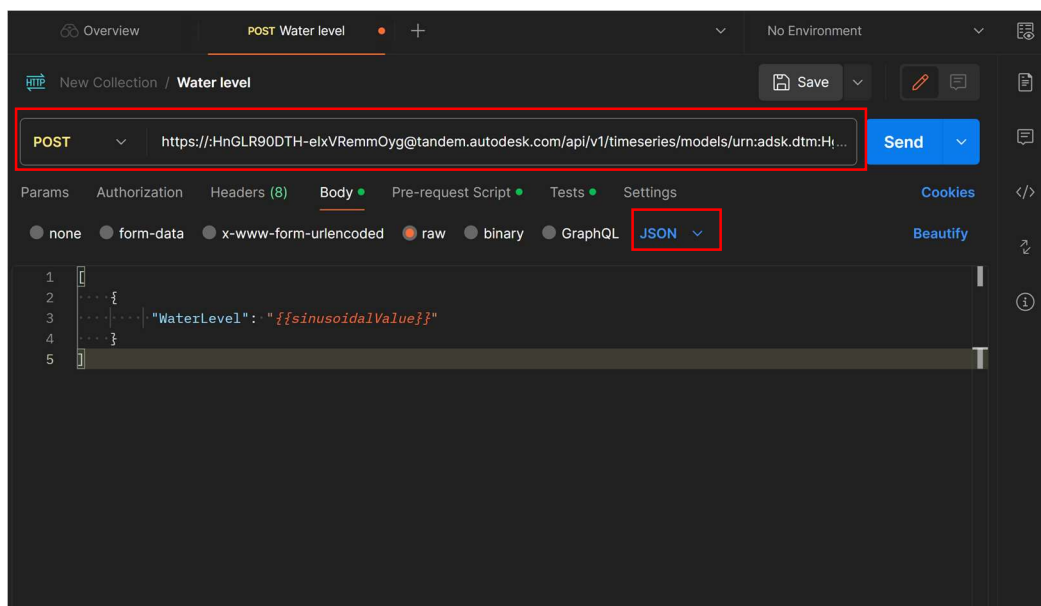 Overview
POST Water level
No Environment
HTTP New Collection / Water level
Save
POST
https://:HnGLR90DTH-eIxVRemmOyg@tandem.autodesk.com/api/v1/timeseries/models/urn:adsk.dtm:H...
Send
Params Authorization Headers (8) Body Pre-request Script Tests Settings Cookies
none form-data x-www-form-urlencoded raw binary GraphQL JSON Beautify
1 [
2 {
3 "WaterLevel": "{{sinusoidalValue}}"
4 }
5 ]